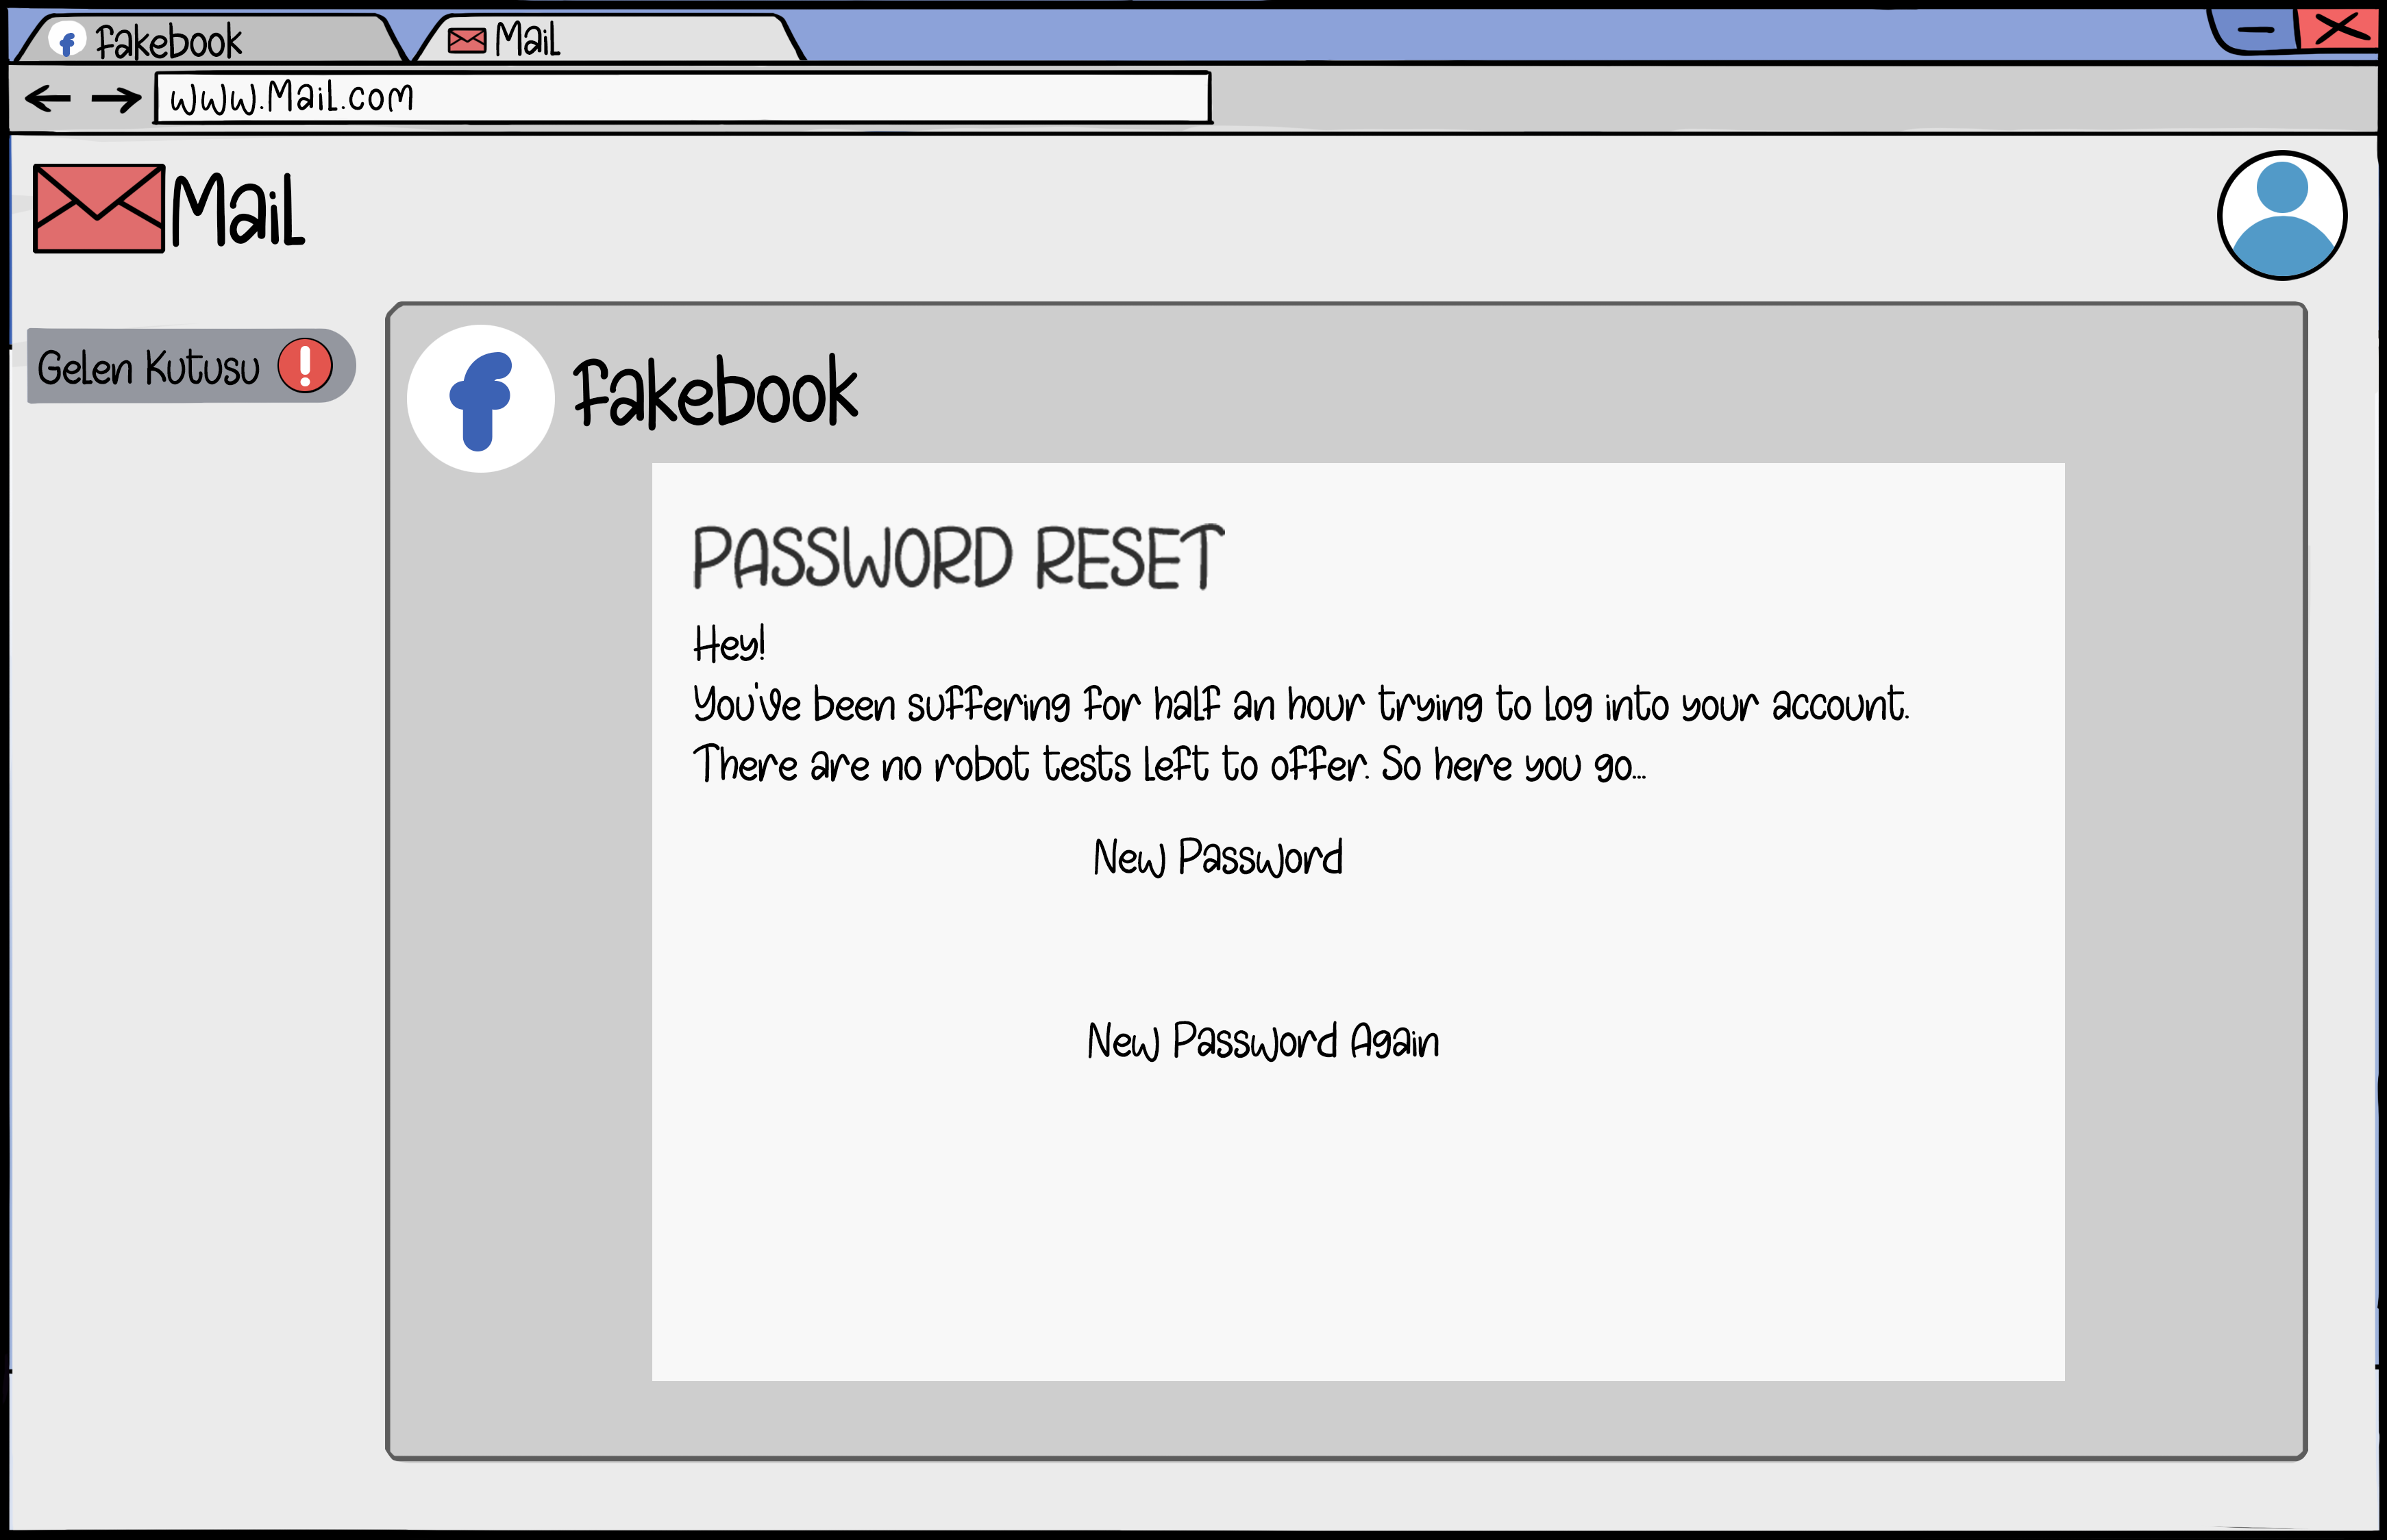 fakebook
Mail
www.Mail.com
Mail
Gelen Kutusu
fakebook
PASSWORD RESET
Hey!
You've been suffering for half an hour trying to log into your account.
There are no robot tests left to offer. So here you go...
New Password
New Password Again